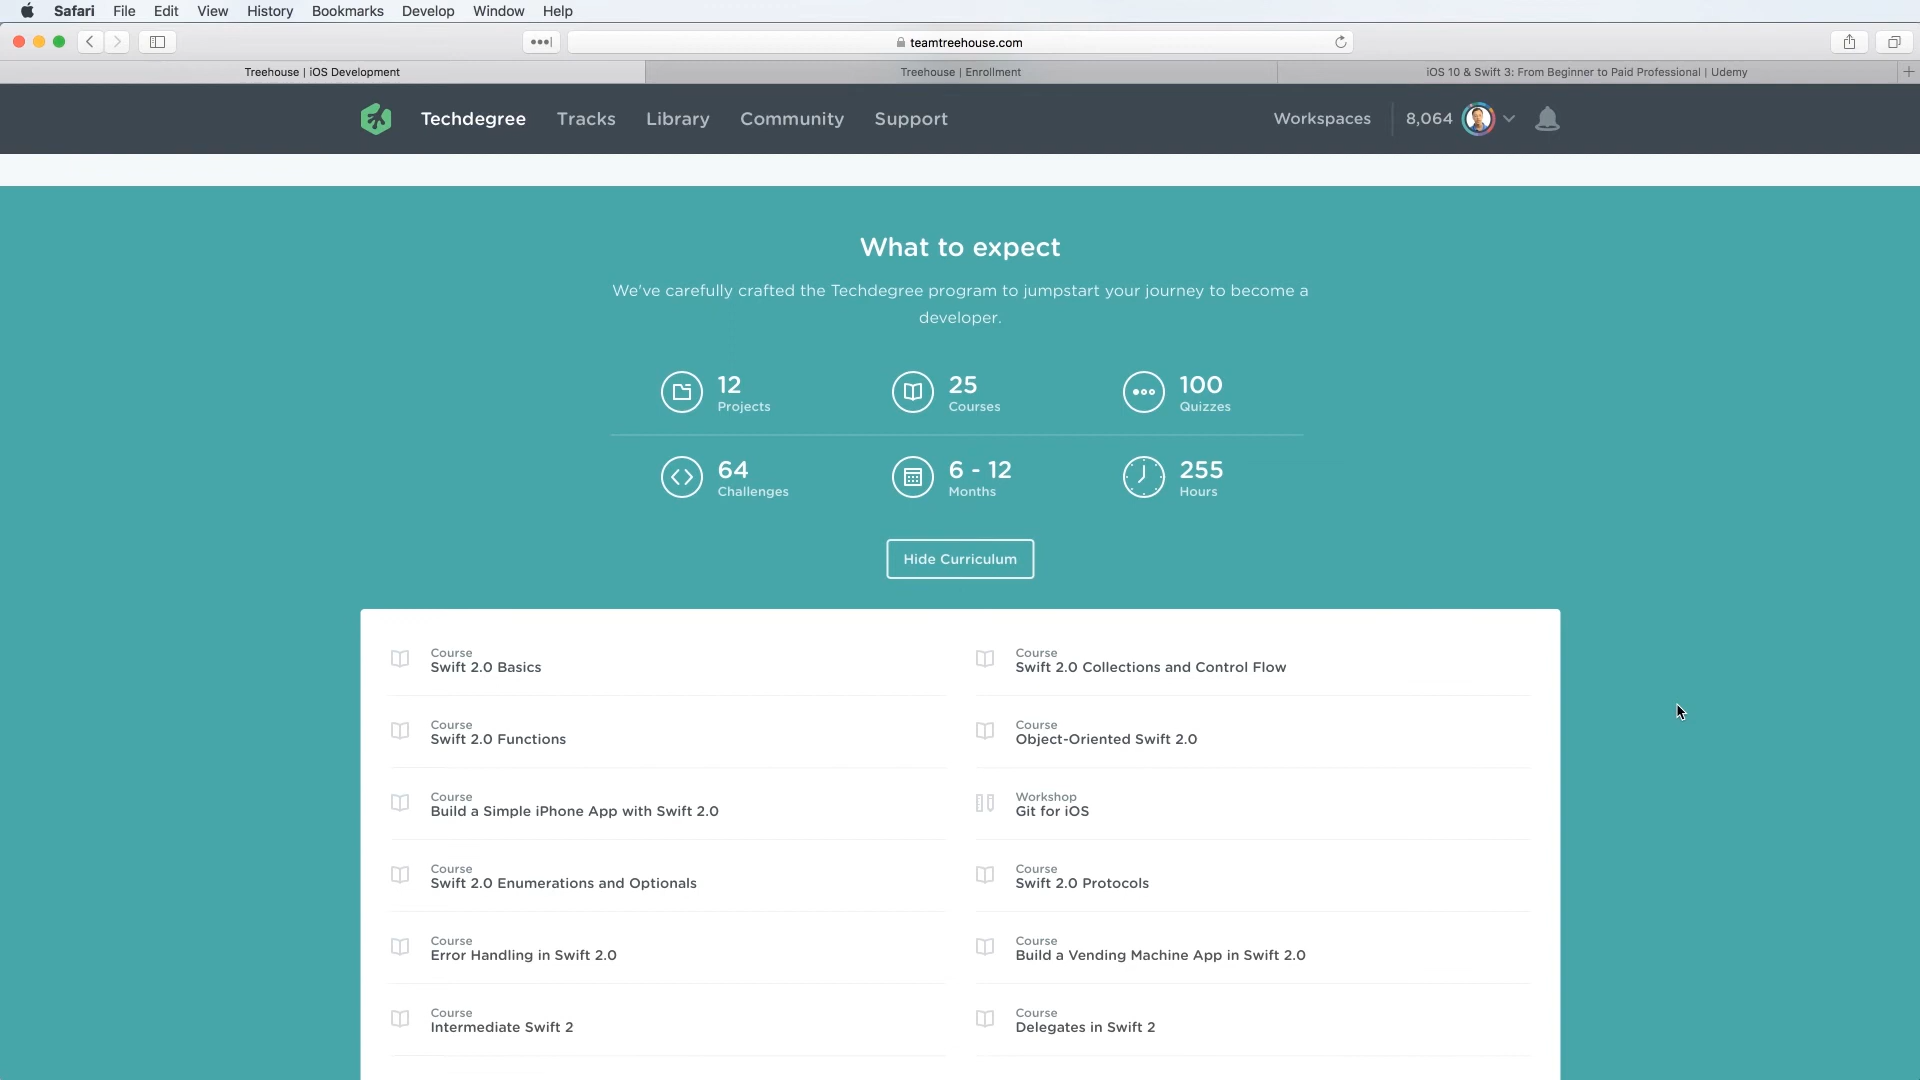 Safari File Edit View History Bookmarks Develop Window Help
teamtreehouse.com
Treehouse | iOS Development
Treehouse | Enrollment
iOS 10 & Swift 3: From Beginner to Paid Professional | Udemy
Techdegree Tracks Library Community Support
Workspaces 8,064
What to expect
We've carefully crafted the Techdegree program to jumpstart your journey to become a
developer.
12
Projects
25
Courses
100
Quizzes
64
Challenges
6 - 12
Months
255
Hours
Hide Curriculum
Course
Swift 2.0 Basics
Course
Swift 2.0 Collections and Control Flow
Course
Swift 2.0 Functions
Course
Object-Oriented Swift 2.0
Course
Build a Simple iPhone App with Swift 2.0
Workshop
Git for iOS
Course
Swift 2.0 Enumerations and Optionals
Course
Swift 2.0 Protocols
Course
Error Handling in Swift 2.0
Course
Build a Vending Machine App in Swift 2.0
Course
Intermediate Swift 2
Course
Delegates in Swift 2